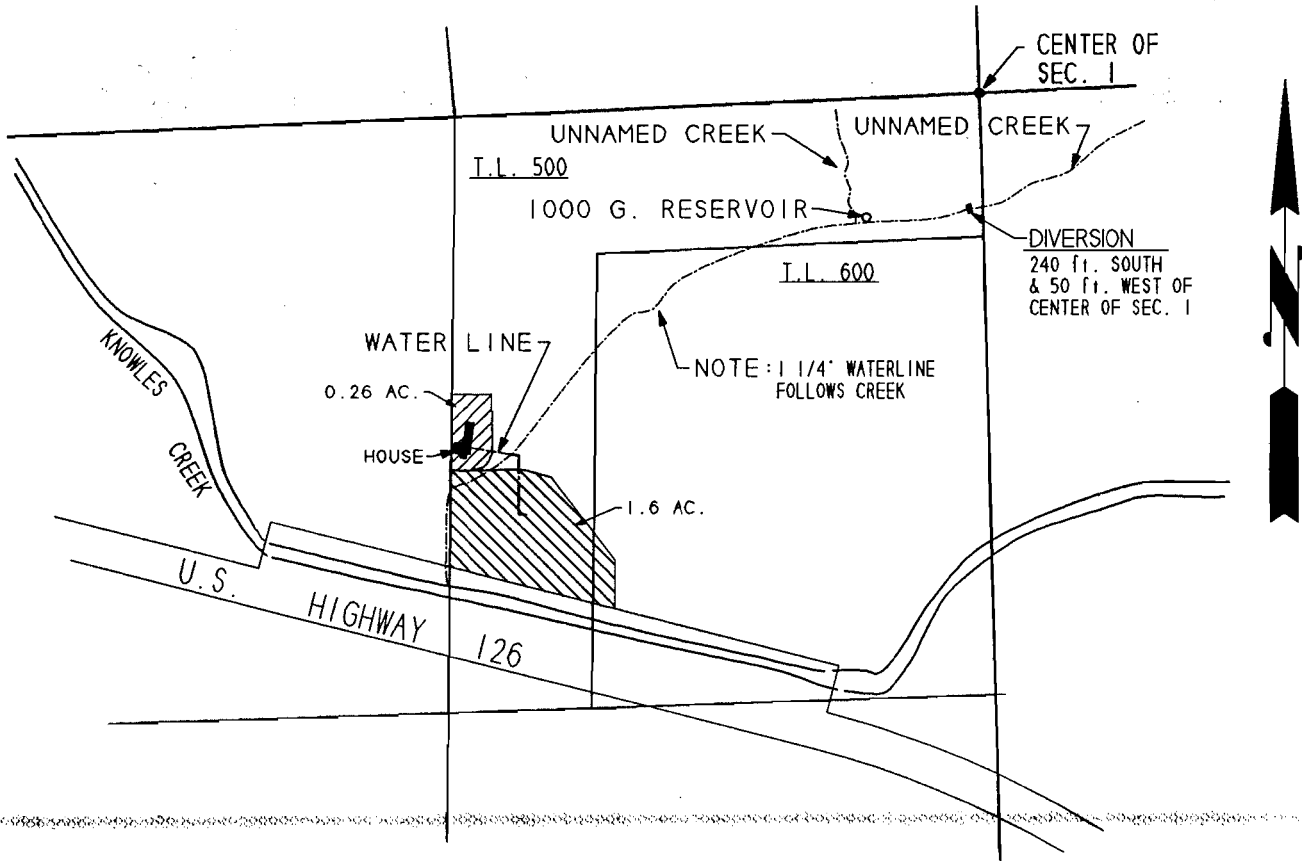 CENTER OF
SEC. 1
UNNAMED CREEK
UNNAMED CREEK
T.L. 500
1000 G. RESERVOIR
DIVERSION
240 ft. SOUTH
& 50 ft. WEST OF
CENTER OF SEC. 1
T.L. 600
N
WATER LINE
NOTE: 1 1/4" WATERLINE
FOLLOWS CREEK
0.26 AC.
KNOWLES
CREEK
HOUSE
1.6 AC.
U.S. HIGHWAY 126